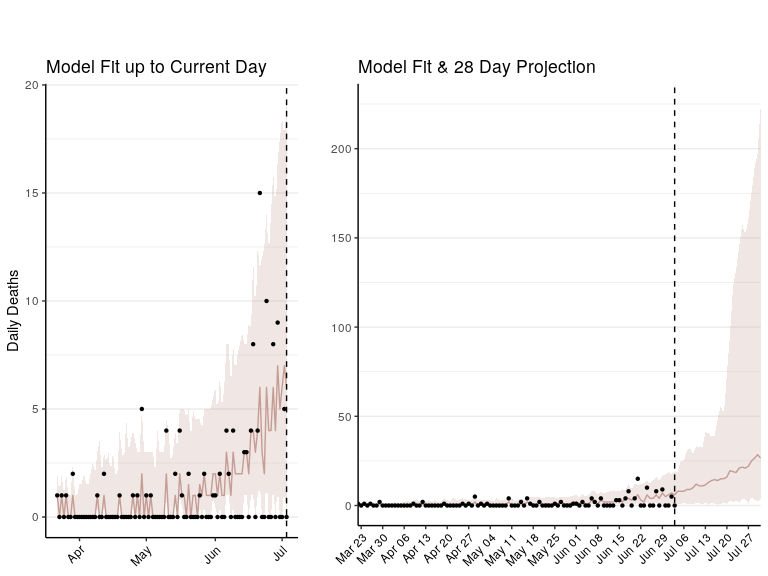 Model Fit up to Current Day
Model Fit & 28 Day Projection
Daily Deaths
20
15
10
5
0
Apr
May
Jun
Jul
200
150
100
50
0
Mar 23
Mar 30
Apr 06
Apr 13
Apr 20
Apr 27
May 04
May 11
May 18
May 25
Jun 01
Jun 08
Jun 15
Jun 22
Jun 29
Jul 06
Jul 13
Jul 20
Jul 27